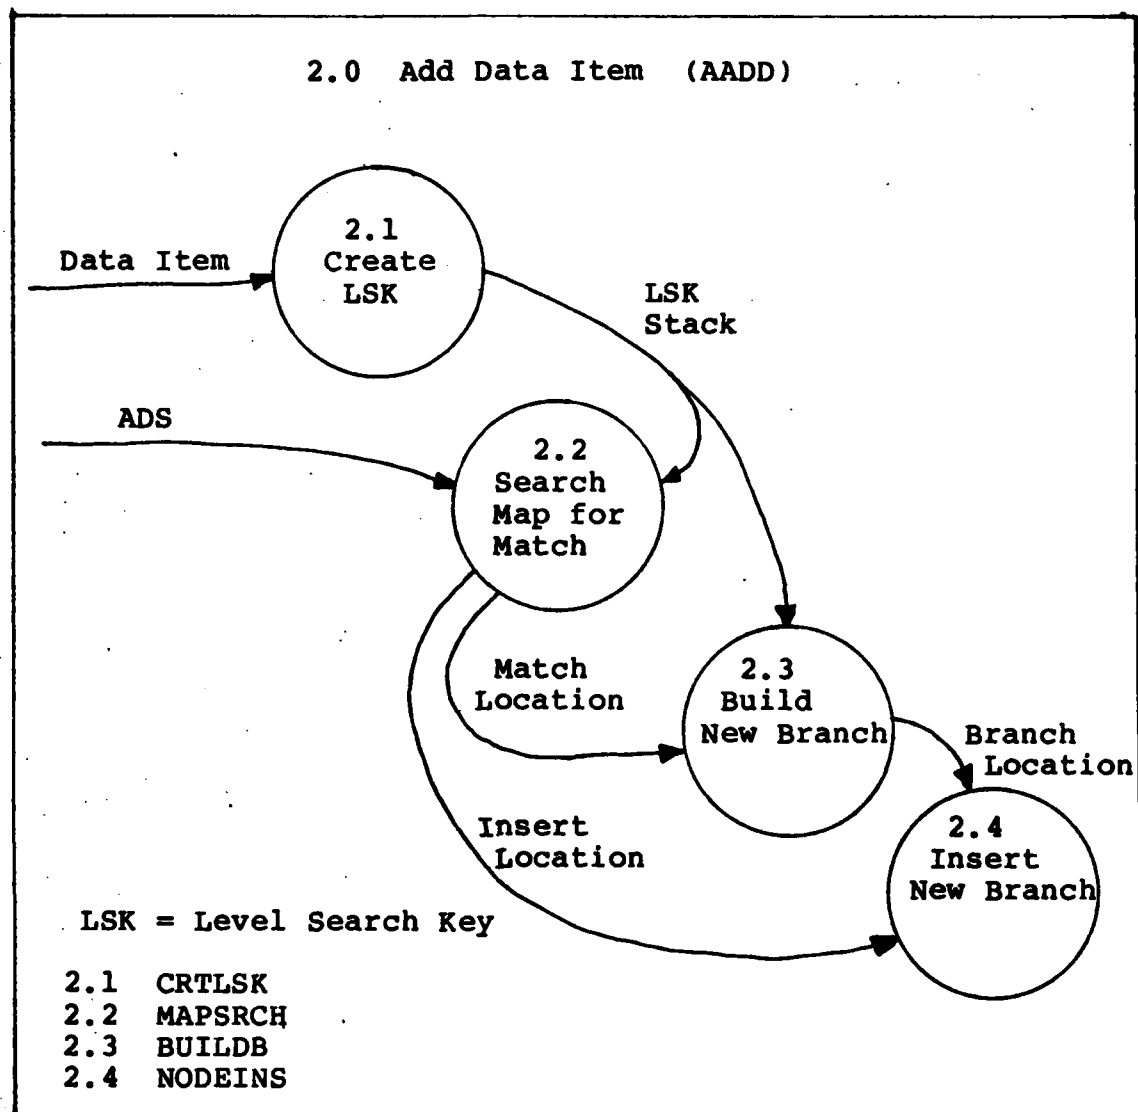 2.0 Add Data Item (AADD)
2.1
Create
LSK
Data Item
LSK
Stack
ADS
2.2
Search
Map for
Match
Match
Location
2.3
Build
New Branch
Branch
Location
Insert
Location
2.4
Insert
New Branch
LSK = Level Search Key
2.1 CRTLSK
2.2 MAPSRCH
2.3 BUILDB
2.4 NODEINS